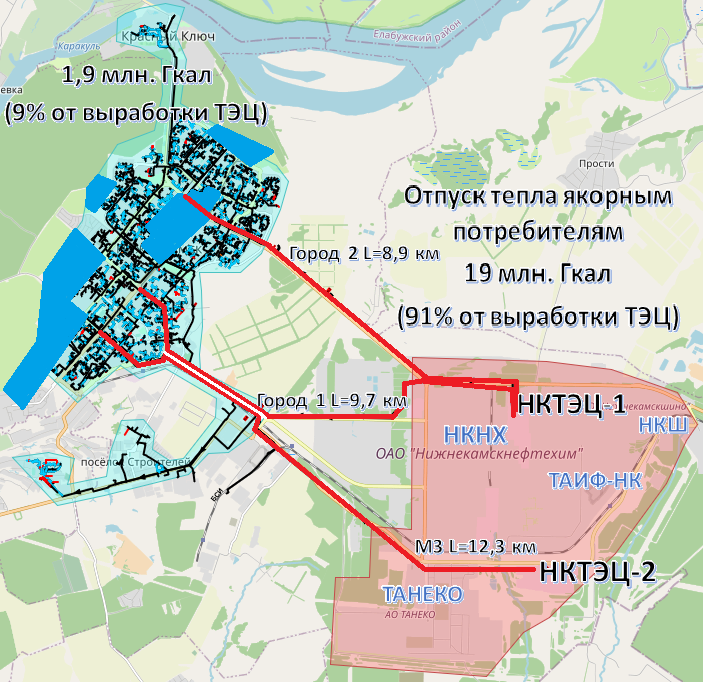 Красный Ключ
Каракуль
Елабужский район
1,9 млн. Гкал
(9% от выработки ТЭЦ)
Прости
Отпуск тепла якорным
потребителям
19 млн. Гкал
(91% от выработки ТЭЦ)
Город 2 L=8,9 км
Город 1 L=9,7 км
НКТЭЦ-1
НКНХ
НКШ
ОАО "Нижнекамскнефтехим"
посёлок Строителей
ТАИФ-НК
БСИ
М3 L=12,3 км
НКТЭЦ-2
ТАНЕКО
АО ТАНЕКО